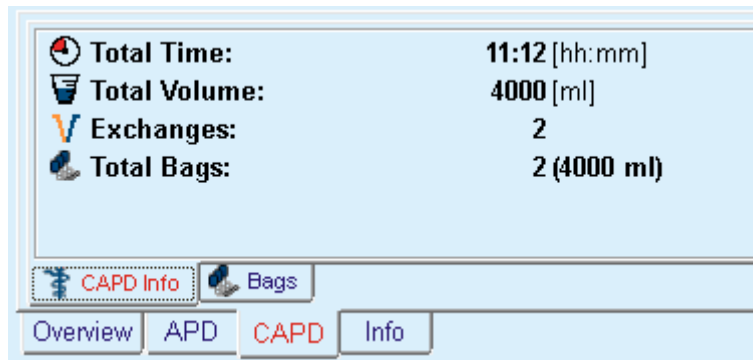 Total Time: 11:12 [hh:mm]
Total Volume: 4000 [ml]
Exchanges: 2
Total Bags: 2 (4000 ml)
CAPD Info Bags
Overview APD CAPD Info